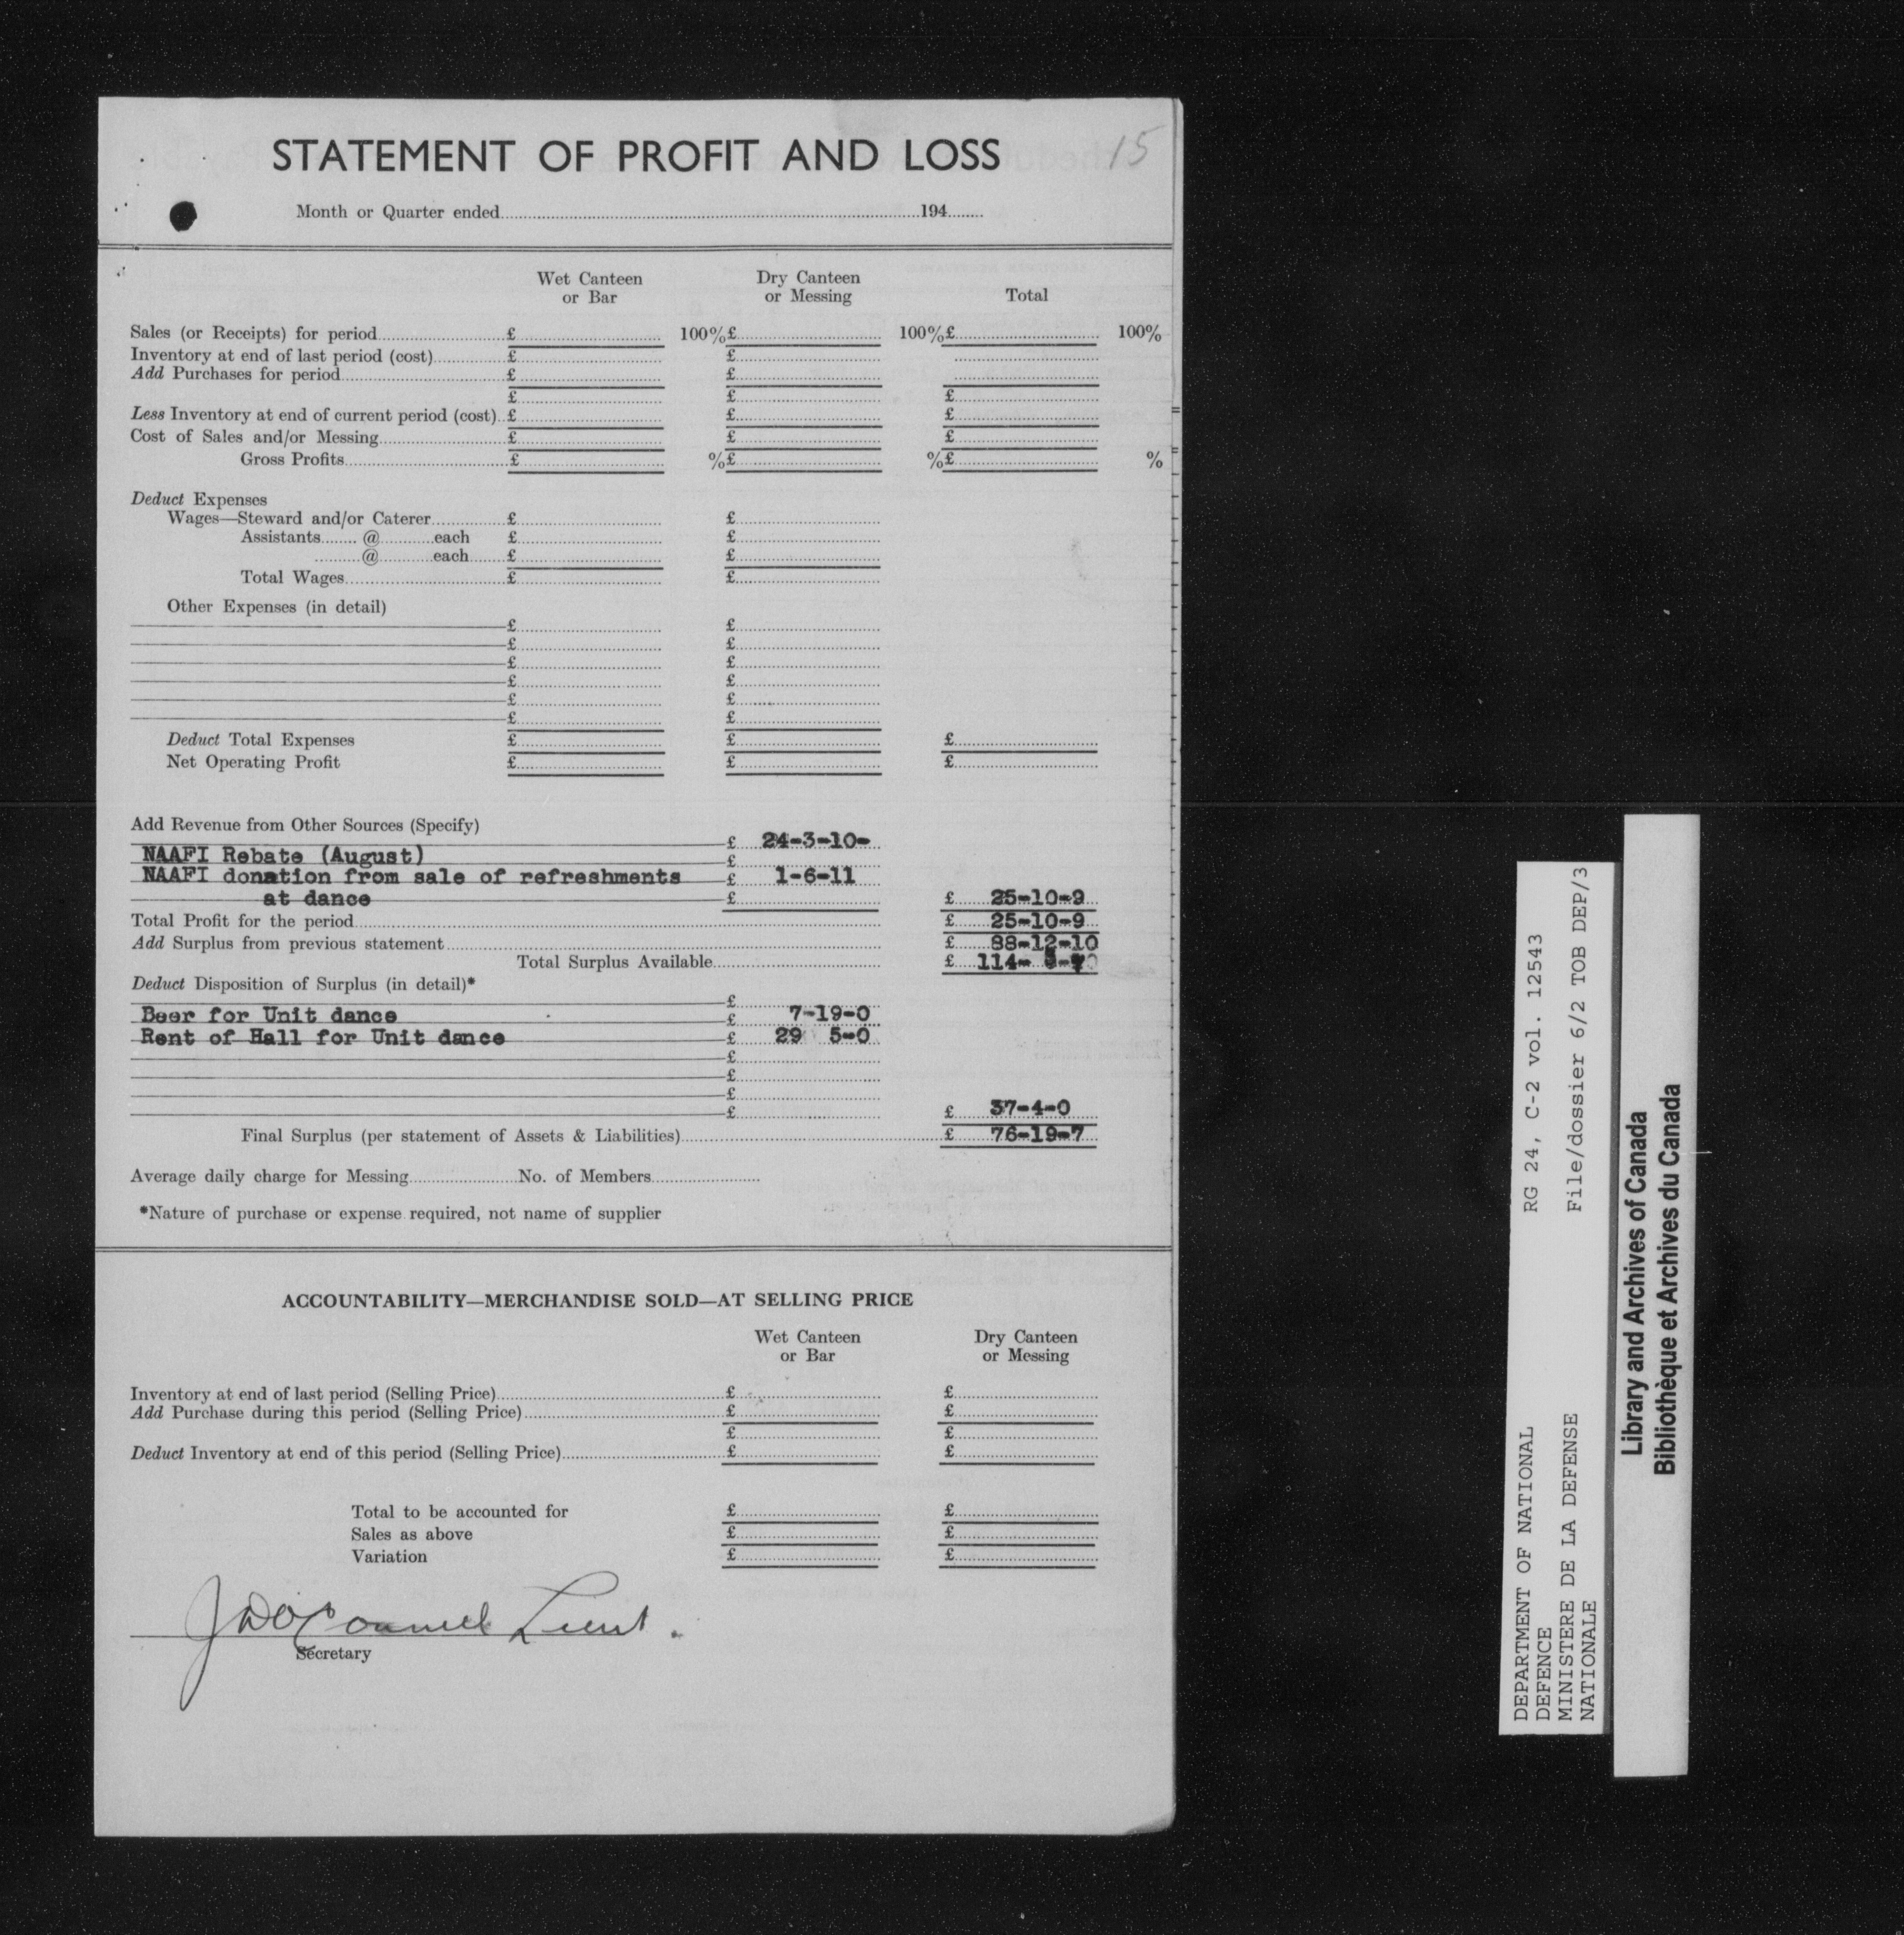 STATEMENT OF PROFIT AND LOSS 15
Month or Quarter ended 194
Wet Canteen or Bar Dry Canteen or Messing Total
Sales (or Receipts) for period £ 100% £ 100% £ 100%
Inventory at end of last period (cost) £ £
Add Purchases for period £ £
£ £ £
Less Inventory at end of current period (cost) £ £ £
Cost of Sales and/or Messing £ £ £
Gross Profits £ % £ % £ %
Deduct Expenses
Wages—Steward and/or Caterer £ £
Assistants @ each £ £
@ each £ £
Total Wages £ £
Other Expenses (in detail)
£ £
£ £
£ £
£ £
£ £
£ £
Deduct Total Expenses £ £ £
Net Operating Profit £ £ £
Add Revenue from Other Sources (Specify)
£ 24-3-10-
NAAFI Rebate (August) £
NAAFI donation from sale of refreshments £ 1-6-11
at dance £ £ 25-10-9
Total Profit for the period £ 25-10-9
Add Surplus from previous statement £ 88-12-10
Total Surplus Available £ 114-
Deduct Disposition of Surplus (in detail)*
£
Beer for Unit dance £ 7-19-0
Rent of Hall for Unit dance £ 29 5-0
£
£
£
£ £ 37-4-0
Final Surplus (per statement of Assets & Liabilities) £ 76-19-7
Average daily charge for Messing No. of Members
*Nature of purchase or expense required, not name of supplier
ACCOUNTABILITY—MERCHANDISE SOLD—AT SELLING PRICE
Wet Canteen or Bar Dry Canteen or Messing
Inventory at end of last period (Selling Price) £ £
Add Purchase during this period (Selling Price) £ £
£ £
Deduct Inventory at end of this period (Selling Price) £ £
Total to be accounted for £ £
Sales as above £ £
Variation £ £
J D O'Connell Lieut.
Secretary
DEPARTMENT OF NATIONAL RG 24, C-2 vol. 12543
DEFENCE
MINISTERE DE LA DEFENSE File/dossier 6/2 TOB DEP/3
NATIONALE
Library and Archives of Canada
Bibliothèque et Archives du Canada